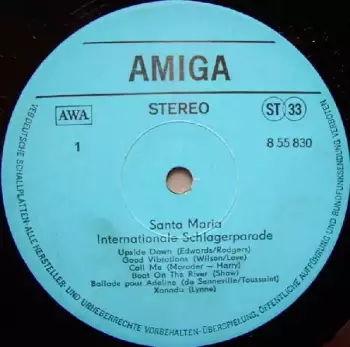 AMIGA
AWA
STEREO
ST 33
1
8 55 830
Santa Maria
Internationale Schlagerparade
Upside Down (Edwards/Rodgers)
Good Vibrations (Wilson/Love)
Call Me (Moroder - Harry)
Boat On The River (Shaw)
Ballade pour Adeline (de Senneville/Toussaint)
Xanadu (Lynne)
VEB DEUTSCHE SCHALLPLATTEN · ALLE HERSTELLER- UND URHEBERRECHTE VORBEHALTEN · ÜBERSPIELUNG, ÖFFENTLICHE AUFFÜHRUNG UND RUNDFUNKSENDUNG VERBOTEN